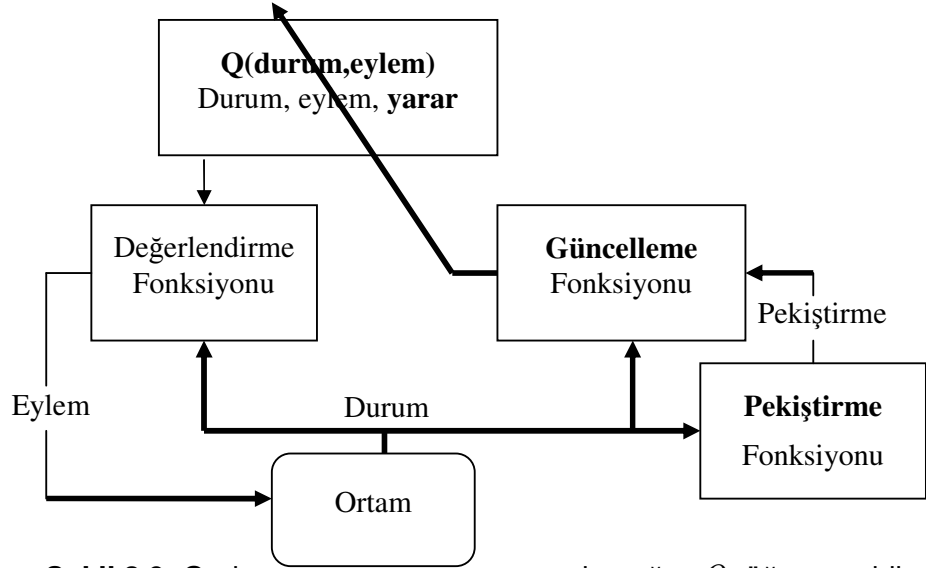 Q(durum,eylem)
Durum, eylem, yarar
Değerlendirme
Fonksiyonu
Güncelleme
Fonksiyonu
Pekiştirme
Eylem
Durum
Pekiştirme
Fonksiyonu
Ortam